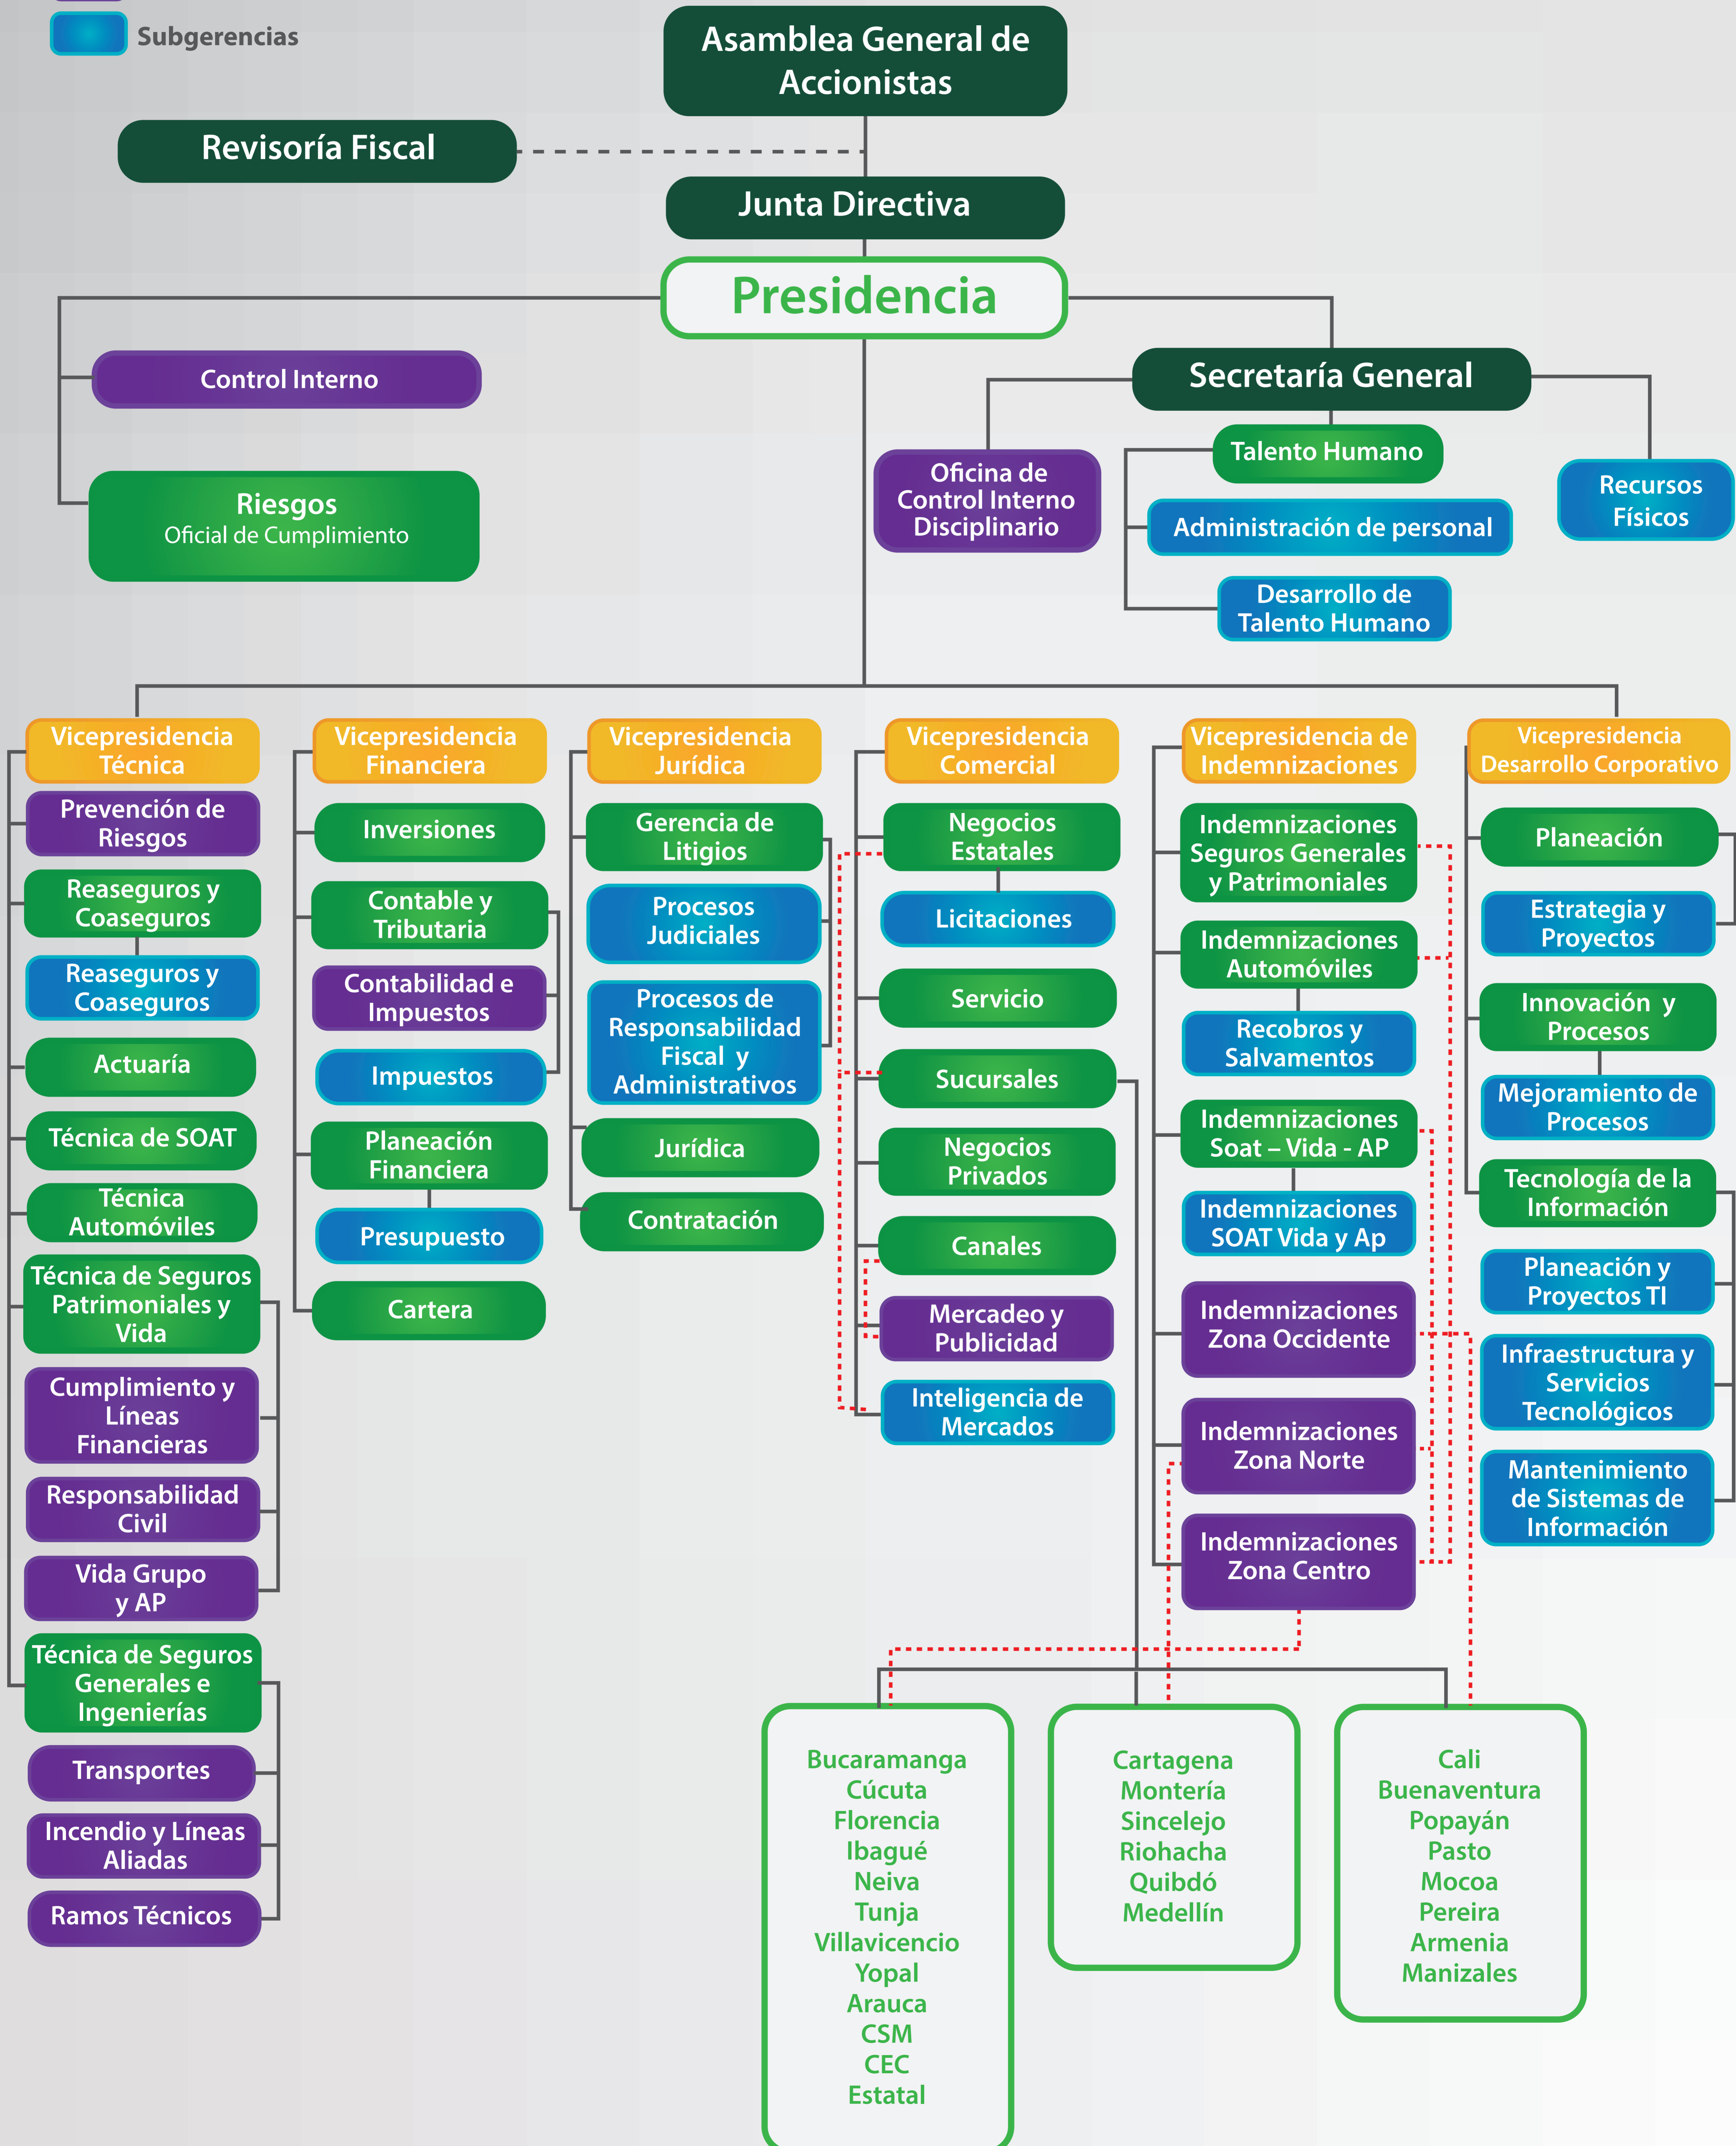 Subgerencias
Asamblea General de
Accionistas
Revisoría Fiscal
Junta Directiva
Presidencia
Control Interno
Riesgos
Oficial de Cumplimiento
Secretaría General
Oficina de
Control Interno
Disciplinario
Talento Humano
Administración de personal
Desarrollo de
Talento Humano
Recursos
Físicos
Vicepresidencia
Técnica
Prevención de
Riesgos
Reaseguros y
Coaseguros
Reaseguros y
Coaseguros
Actuaría
Técnica de SOAT
Técnica
Automóviles
Técnica de Seguros
Patrimoniales y
Vida
Cumplimiento y
Líneas
Financieras
Responsabilidad
Civil
Vida Grupo
y AP
Técnica de Seguros
Generales e
Ingenierías
Transportes
Incendio y Líneas
Aliadas
Ramos Técnicos
Vicepresidencia
Financiera
Inversiones
Contable y
Tributaria
Contabilidad e
Impuestos
Impuestos
Planeación
Financiera
Presupuesto
Cartera
Vicepresidencia
Jurídica
Gerencia de
Litigios
Procesos
Judiciales
Procesos de
Responsabilidad
Fiscal y
Administrativos
Jurídica
Contratación
Vicepresidencia
Comercial
Negocios
Estatales
Licitaciones
Servicio
Sucursales
Negocios
Privados
Canales
Mercadeo y
Publicidad
Inteligencia de
Mercados
Vicepresidencia de
Indemnizaciones
Indemnizaciones
Seguros Generales
y Patrimoniales
Indemnizaciones
Automóviles
Recobros y
Salvamentos
Indemnizaciones
Soat – Vida - AP
Indemnizaciones
SOAT Vida y Ap
Indemnizaciones
Zona Occidente
Indemnizaciones
Zona Norte
Indemnizaciones
Zona Centro
Vicepresidencia
Desarrollo Corporativo
Planeación
Estrategia y
Proyectos
Innovación y
Procesos
Mejoramiento de
Procesos
Tecnología de la
Información
Planeación y
Proyectos TI
Infraestructura y
Servicios
Tecnológicos
Mantenimiento
de Sistemas de
Información
Bucaramanga
Cúcuta
Florencia
Ibagué
Neiva
Tunja
Villavicencio
Yopal
Arauca
CSM
CEC
Estatal
Cartagena
Montería
Sincelejo
Riohacha
Quibdó
Medellín
Cali
Buenaventura
Popayán
Pasto
Mocoa
Pereira
Armenia
Manizales